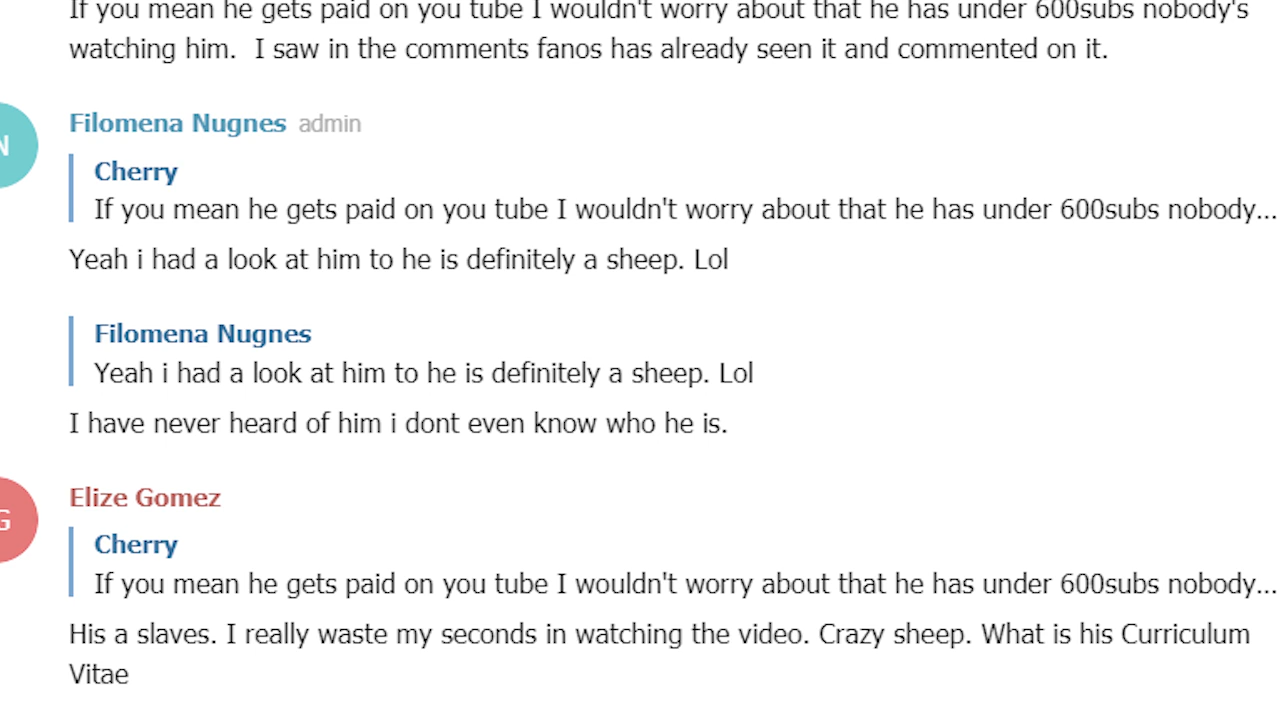 If you mean he gets paid on you tube I wouldn't worry about that he has under 600subs nobody's
watching him.  I saw in the comments fanos has already seen it and commented on it.
N
Filomena Nugnes admin
Cherry
If you mean he gets paid on you tube I wouldn't worry about that he has under 600subs nobody...
Yeah i had a look at him to he is definitely a sheep. Lol
Filomena Nugnes
Yeah i had a look at him to he is definitely a sheep. Lol
I have never heard of him i dont even know who he is.
G
Elize Gomez
Cherry
If you mean he gets paid on you tube I wouldn't worry about that he has under 600subs nobody...
His a slaves. I really waste my seconds in watching the video. Crazy sheep. What is his Curriculum
Vitae